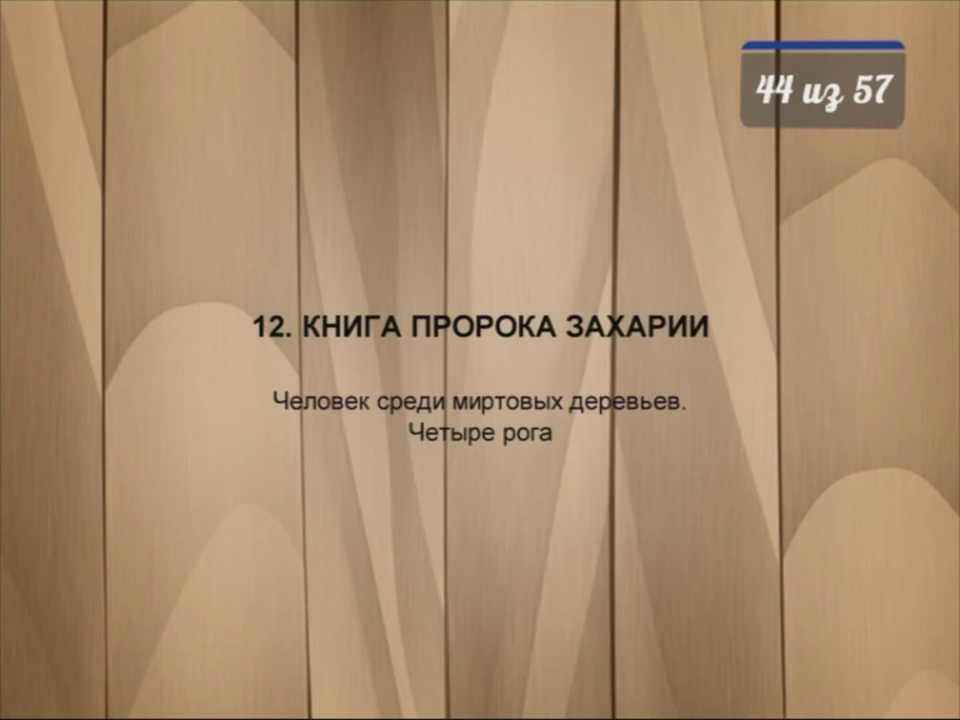 44 из 57
12. КНИГА ПРОРОКА ЗАХАРИИ
Человек среди миртовых деревьев.
Четыре рога